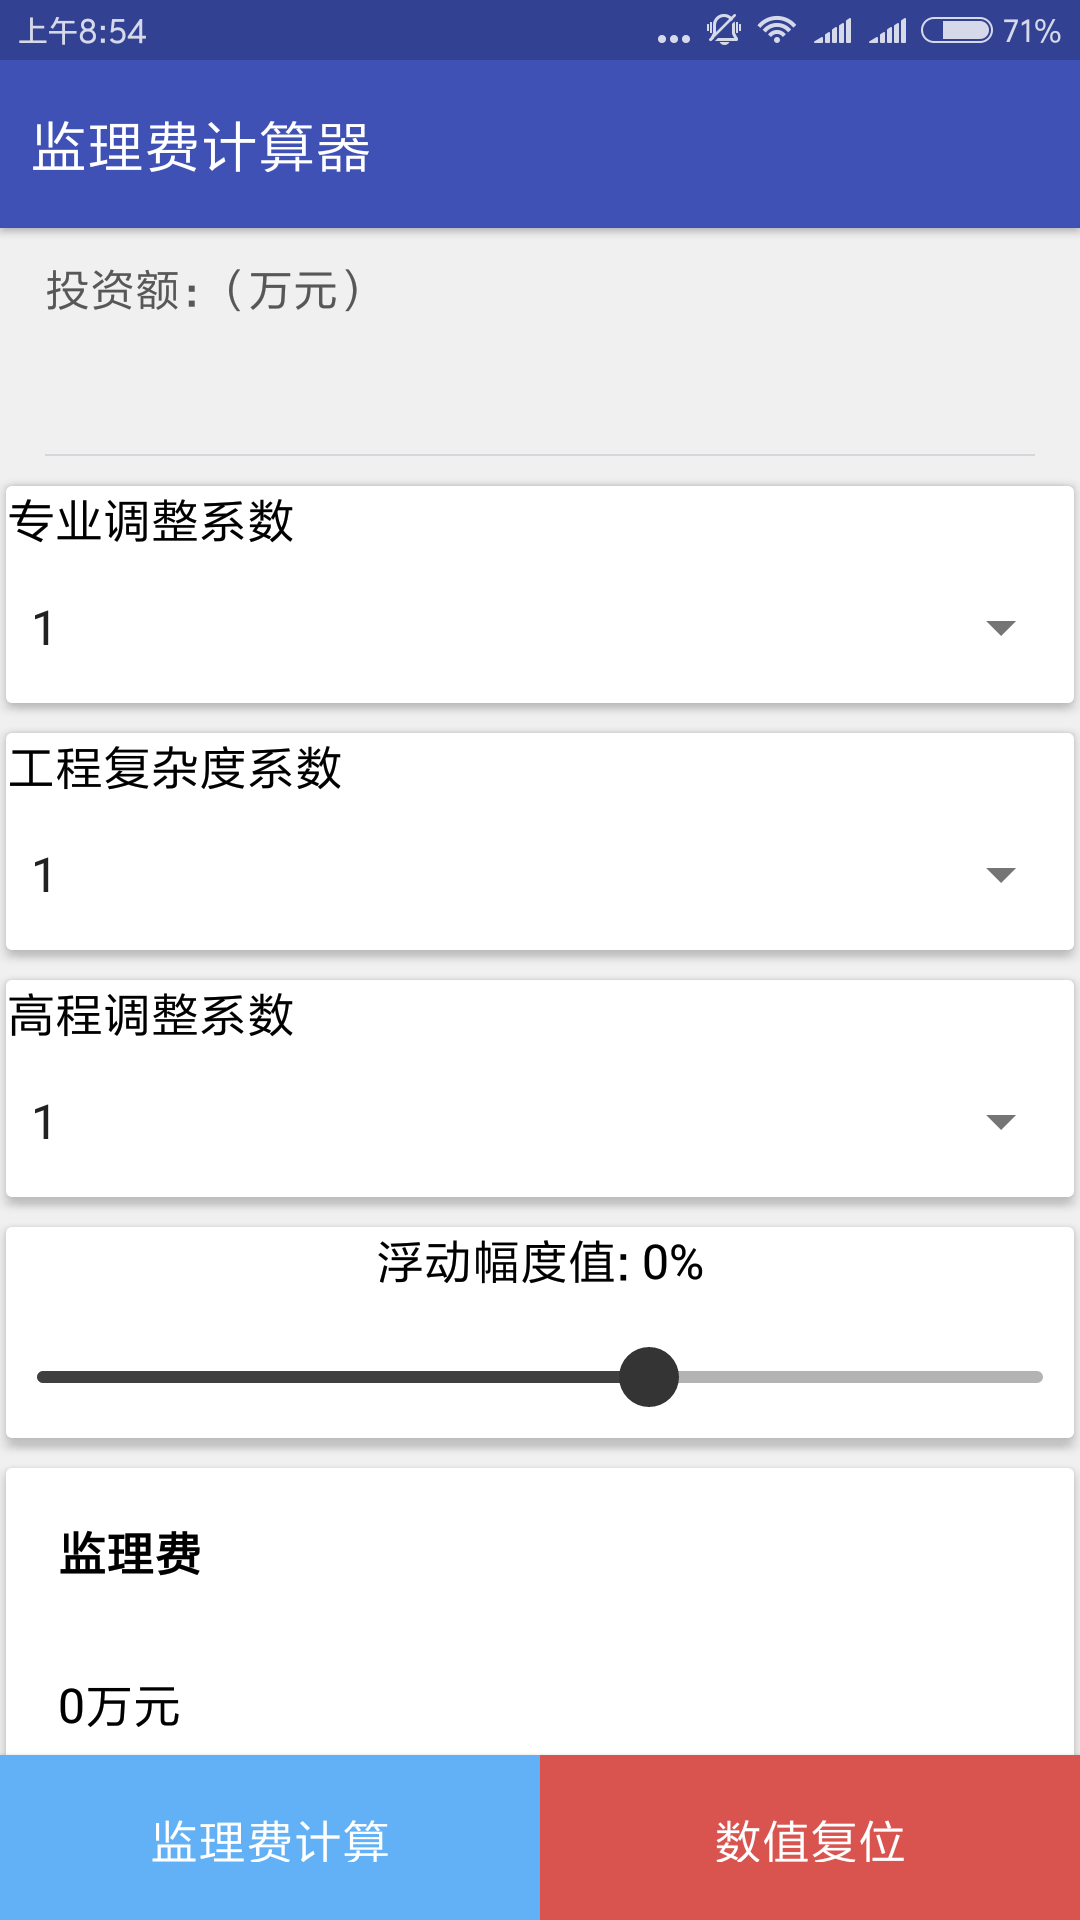 上午8:54
71%
监理费计算器
投资额:（万元）
专业调整系数
1
工程复杂度系数
1
高程调整系数
1
浮动幅度值: 0%
监理费
0万元
监理费计算
数值复位